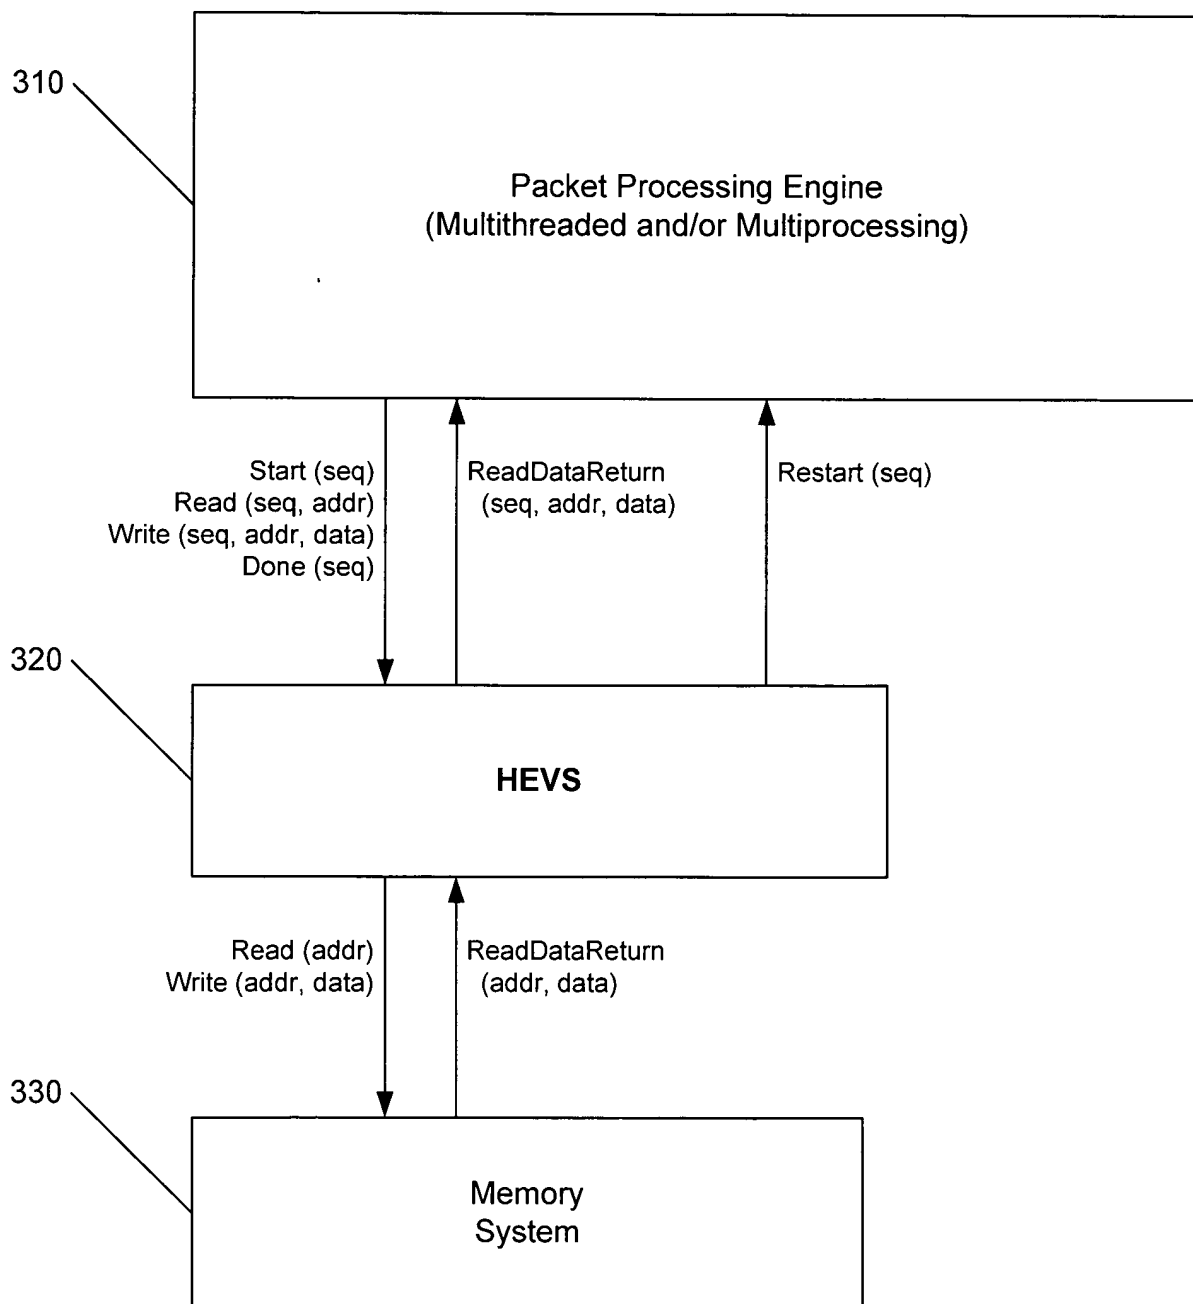 310
Packet Processing Engine
(Multithreaded and/or Multiprocessing)
Start (seq)
Read (seq, addr)
Write (seq, addr, data)
Done (seq)
ReadDataReturn
(seq, addr, data)
Restart (seq)
320
HEVS
Read (addr)
Write (addr, data)
ReadDataReturn
(addr, data)
330
Memory
System